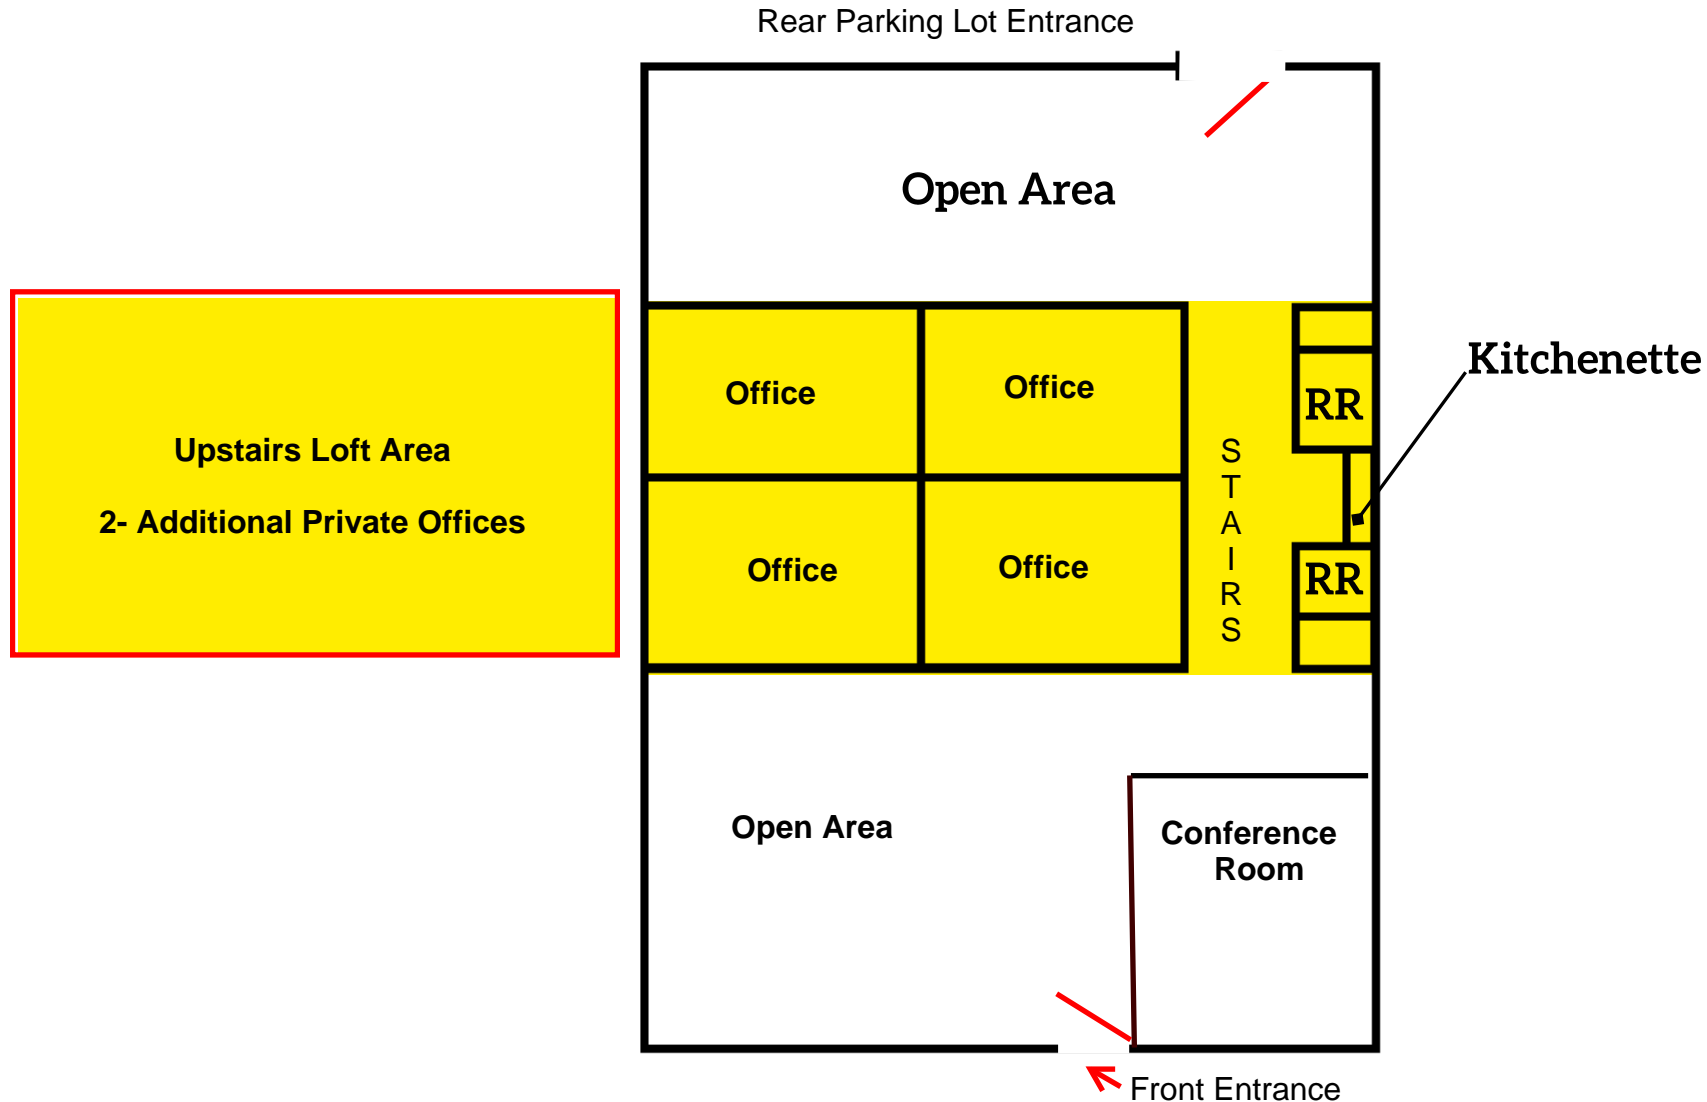 Rear Parking Lot Entrance
Open Area
Office
Office
Kitchenette
RR
Upstairs Loft Area
2- Additional Private Offices
STAIRS
Office
Office
RR
Open Area
Conference
Room
Front Entrance